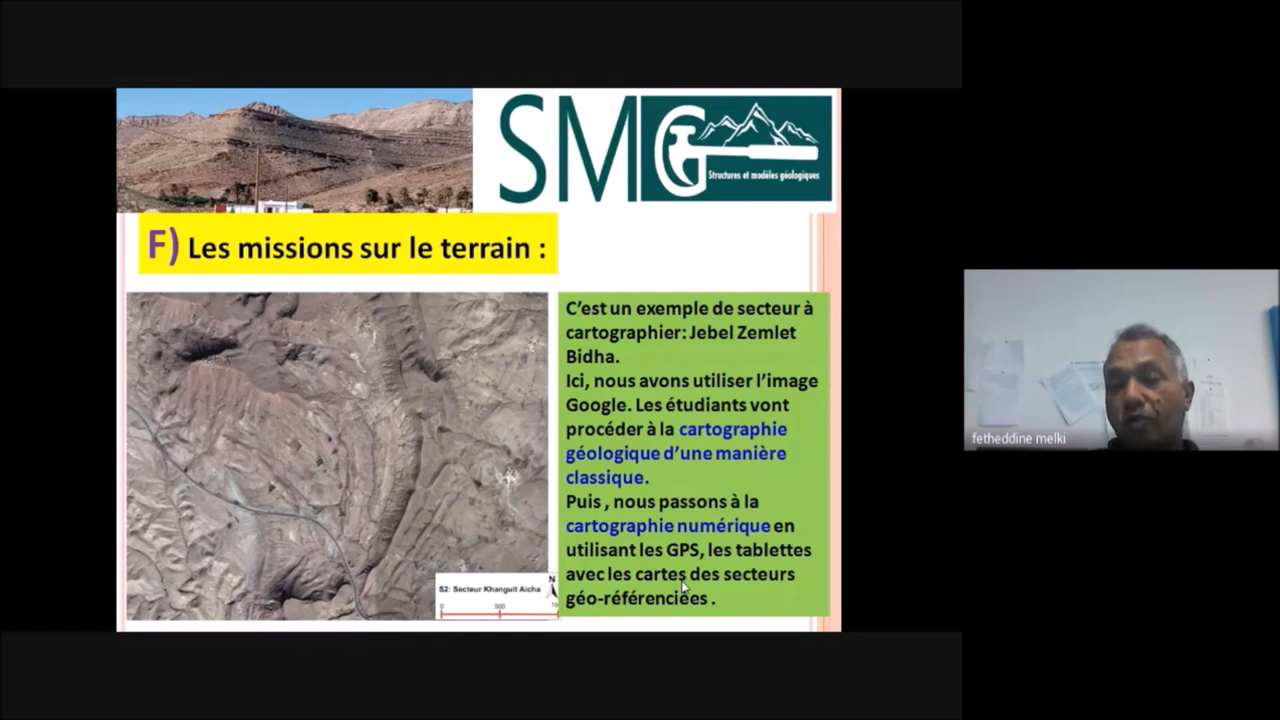 SMG
Structures et modèles géologiques
F) Les missions sur le terrain :
C'est un exemple de secteur à
cartographier: Jebel Zemlet
Bidha.
Ici, nous avons utiliser l'image
Google. Les étudiants vont
procéder à la cartographie
géologique d'une manière
classique.
Puis , nous passons à la
cartographie numérique en
utilisant les GPS, les tablettes
avec les cartes des secteurs
géo-référenciées .
S2: Secteur Khanguit Aicha
N
0 500
fetheddine melki